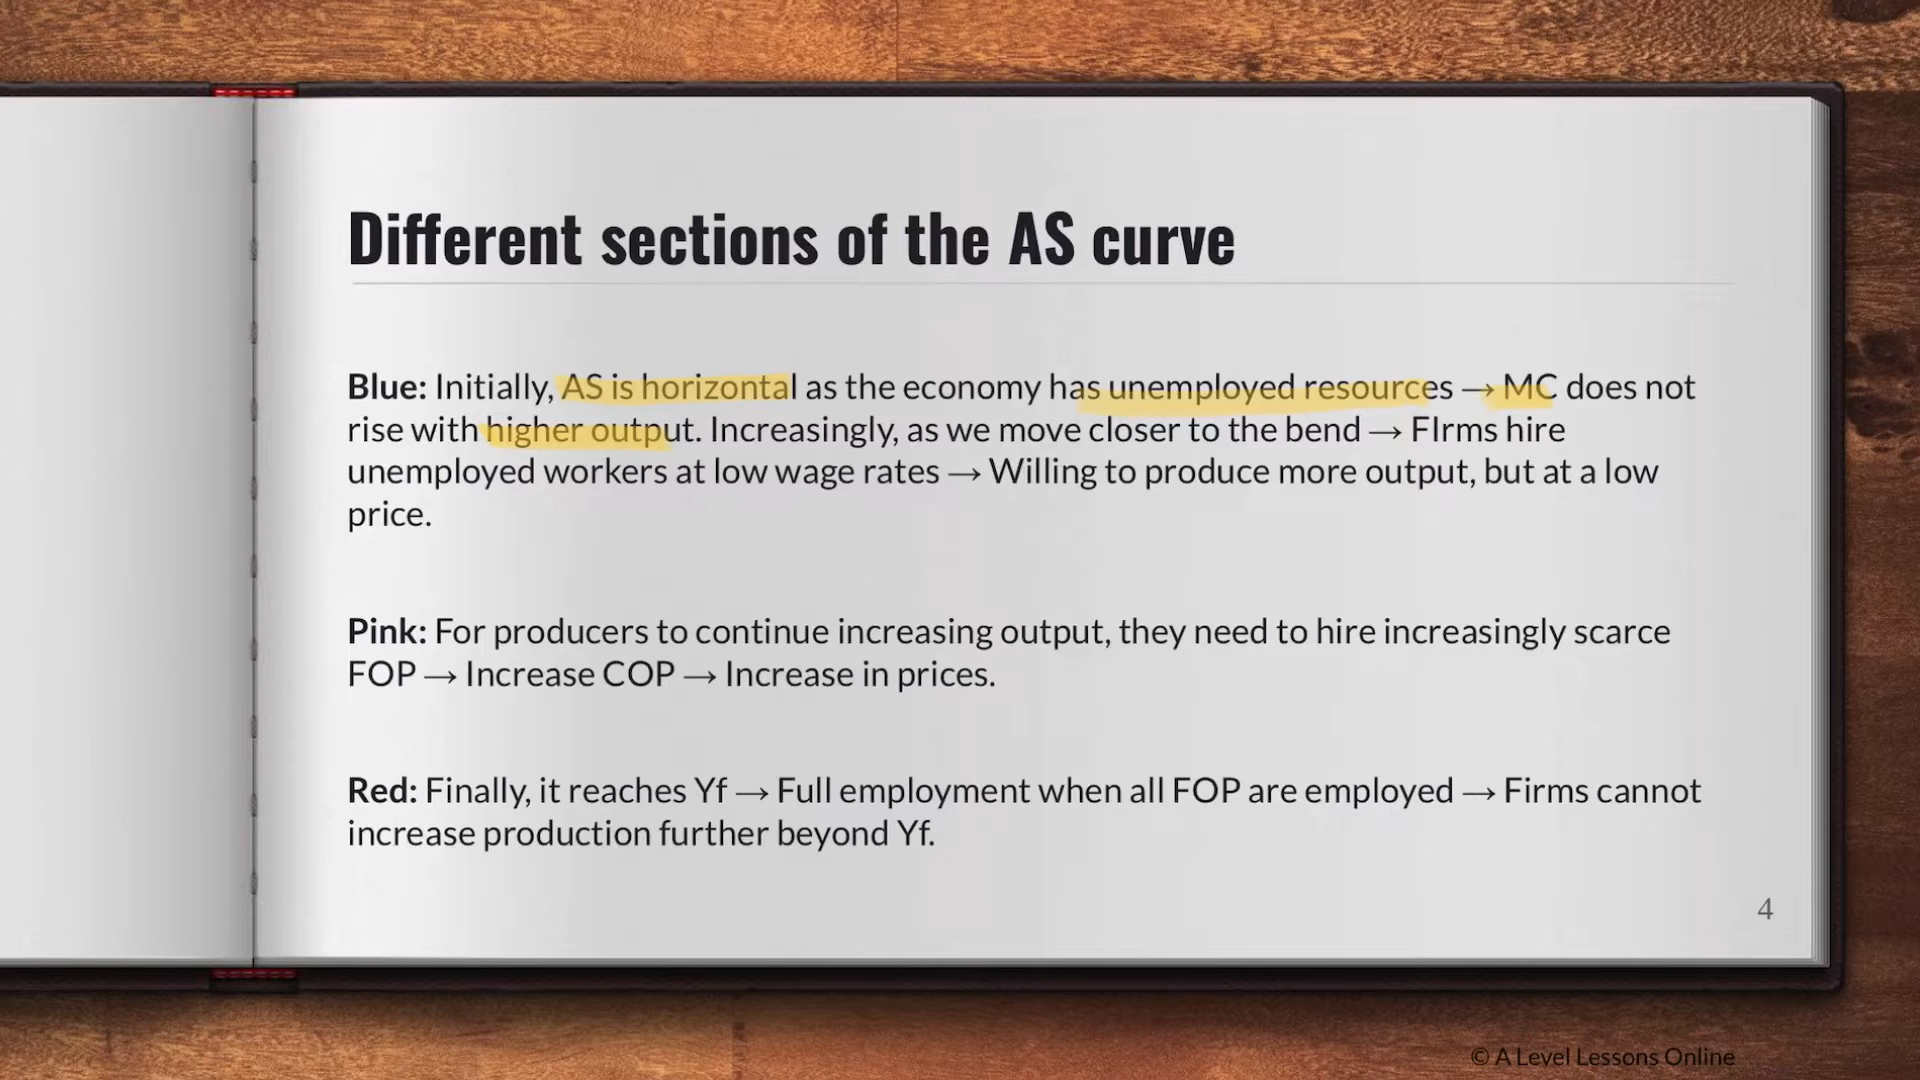 Different sections of the AS curve
Blue: Initially, AS is horizontal as the economy has unemployed resources → MC does not
rise with higher output. Increasingly, as we move closer to the bend → FIrms hire
unemployed workers at low wage rates → Willing to produce more output, but at a low
price.
Pink: For producers to continue increasing output, they need to hire increasingly scarce
FOP → Increase COP → Increase in prices.
Red: Finally, it reaches Yf → Full employment when all FOP are employed → Firms cannot
increase production further beyond Yf.
4
© A Level Lessons Online